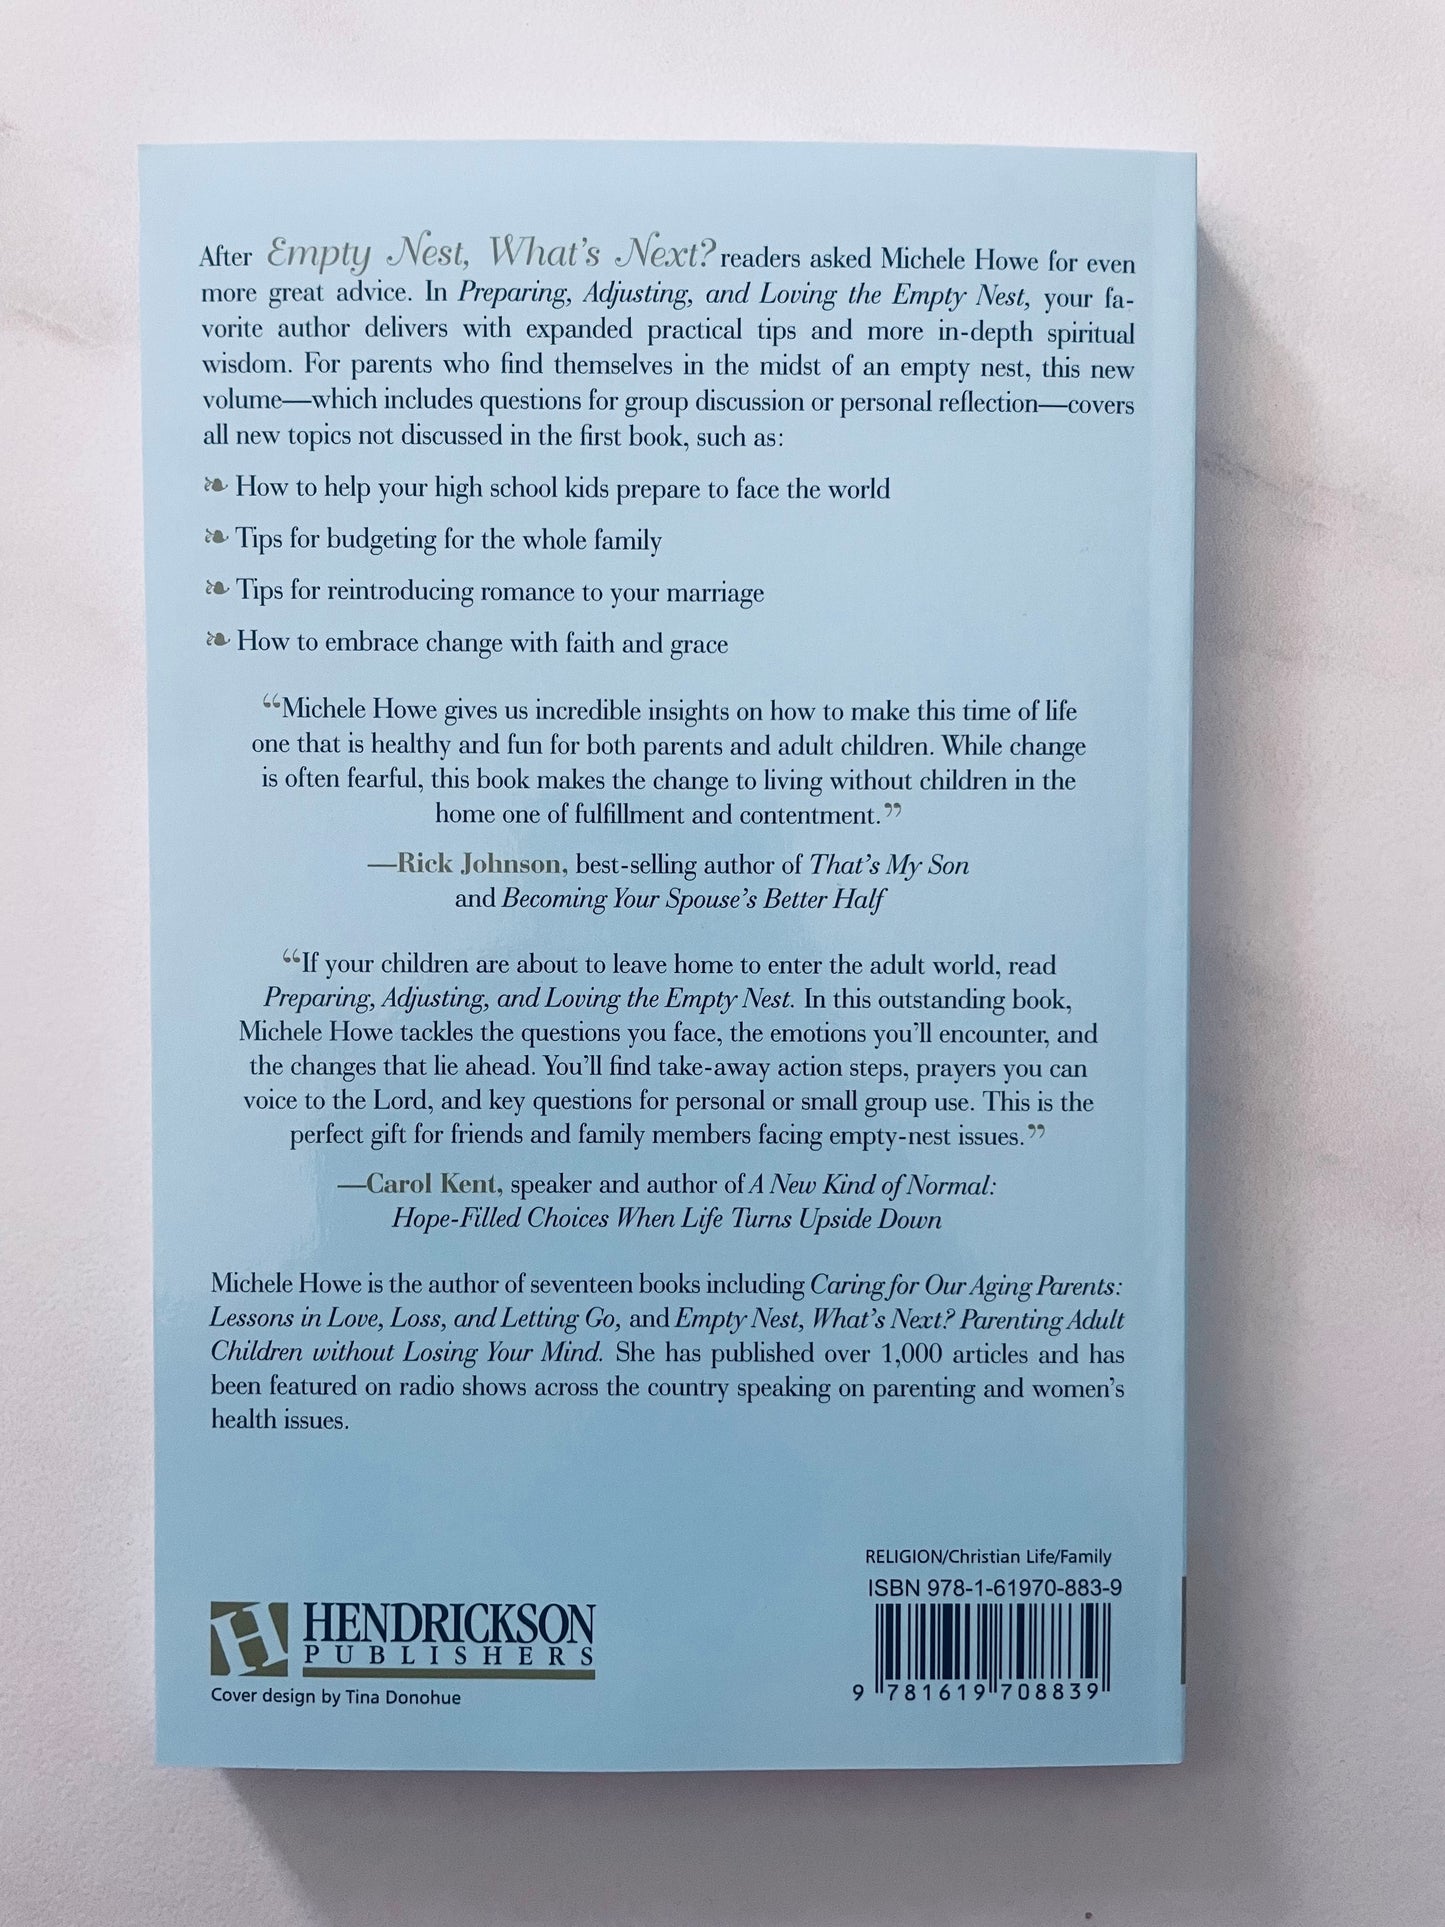 After Empty Nest, What's Next? readers asked Michele Howe for even
more great advice. In Preparing, Adjusting, and Loving the Empty Nest, your fa-
vorite author delivers with expanded practical tips and more in-depth spiritual
wisdom. For parents who find themselves in the midst of an empty nest, this new
volume—which includes questions for group discussion or personal reflection—covers
all new topics not discussed in the first book, such as:
❧ How to help your high school kids prepare to face the world
❧ Tips for budgeting for the whole family
❧ Tips for reintroducing romance to your marriage
❧ How to embrace change with faith and grace
“Michele Howe gives us incredible insights on how to make this time of life
one that is healthy and fun for both parents and adult children. While change
is often fearful, this book makes the change to living without children in the
home one of fulfillment and contentment.”
—Rick Johnson, best-selling author of That's My Son
and Becoming Your Spouse's Better Half
“If your children are about to leave home to enter the adult world, read
Preparing, Adjusting, and Loving the Empty Nest. In this outstanding book,
Michele Howe tackles the questions you face, the emotions you'll encounter, and
the changes that lie ahead. You'll find take-away action steps, prayers you can
voice to the Lord, and key questions for personal or small group use. This is the
perfect gift for friends and family members facing empty-nest issues.”
—Carol Kent, speaker and author of A New Kind of Normal:
Hope-Filled Choices When Life Turns Upside Down
Michele Howe is the author of seventeen books including Caring for Our Aging Parents:
Lessons in Love, Loss, and Letting Go, and Empty Nest, What's Next? Parenting Adult
Children without Losing Your Mind. She has published over 1,000 articles and has
been featured on radio shows across the country speaking on parenting and women's
health issues.
RELIGION/Christian Life/Family
ISBN 978-1-61970-883-9
9 781619 708839
H HENDRICKSON
PUBLISHERS
Cover design by Tina Donohue